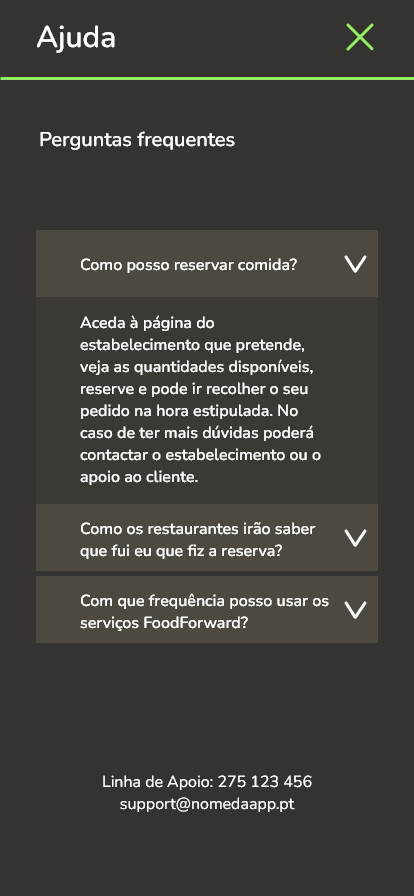 Ajuda
Perguntas frequentes
Como posso reservar comida?
Aceda à página do
estabelecimento que pretende,
veja as quantidades disponíveis,
reserve e pode ir recolher o seu
pedido na hora estipulada. No
caso de ter mais dúvidas poderá
contactar o estabelecimento ou o
apoio ao cliente.
Como os restaurantes irão saber
que fui eu que fiz a reserva?
Com que frequência posso usar os
serviços FoodForward?
Linha de Apoio: 275 123 456
support@nomedaapp.pt